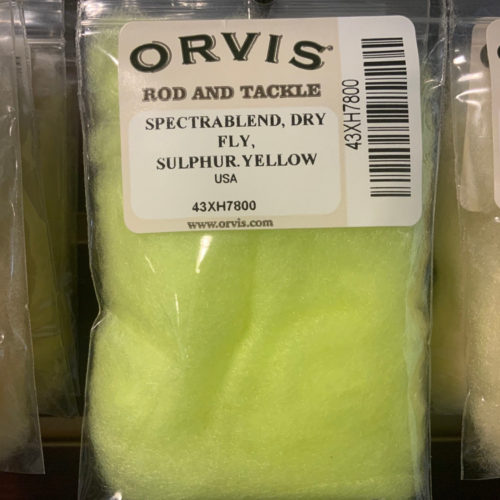 ORVIS
ROD AND TACKLE
SPECTRABLEND, DRY
FLY,
SULPHUR.YELLOW
USA
43XH7800
www.orvis.com
43XH7800